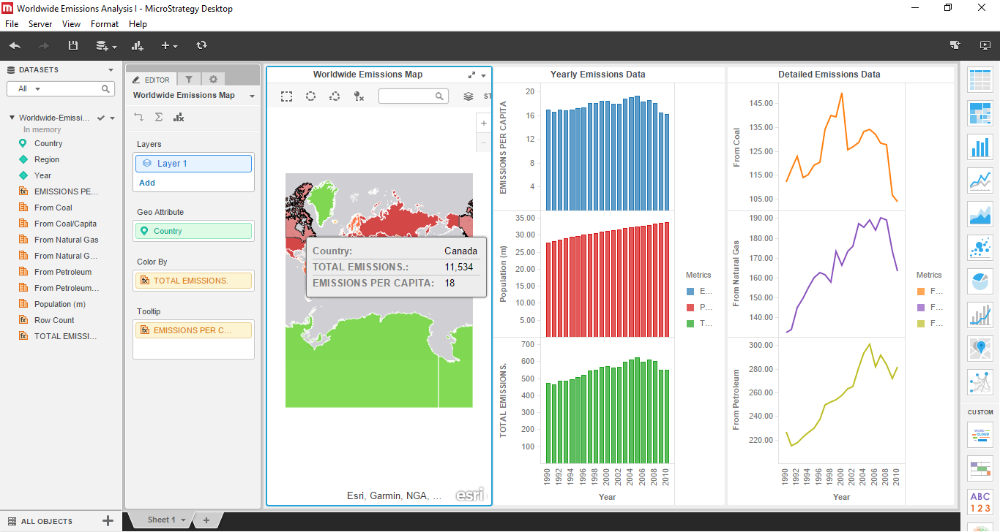 Worldwide Emissions Analysis I - MicroStrategy Desktop
File Server View Format Help
DATASETS
All
Worldwide-Emissi...
In memory
Country
Region
Year
EMISSIONS PE...
From Coal
From Coal/Capita
From Natural Gas
From Natural G...
From Petroleum
From Petroleum...
Population (m)
Row Count
TOTAL EMISSI...
ALL OBJECTS
EDITOR
Worldwide Emissions Map
Layers
Layer 1
Add
Geo Attribute
Country
Color By
TOTAL EMISSIONS.
Tooltip
EMISSIONS PER C...
Worldwide Emissions Map
ST
Country: Canada
TOTAL EMISSIONS.: 11,534
EMISSIONS PER CAPITA: 18
Esri, Garmin, NGA, ...
esri
Yearly Emissions Data
EMISSIONS PER CAPITA
20
16
12
8
4
Population (m)
35.00
30.00
25.00
20.00
15.00
10.00
5.00
TOTAL EMISSIONS.
700
600
500
400
300
200
100
1990 1992 1994 1996 1998 2000 2002 2004 2006 2008 2010
Year
Metrics
E...
P...
T...
Detailed Emissions Data
From Coal
145.00
135.00
125.00
115.00
105.00
From Natural Gas
190.00
180.00
170.00
160.00
150.00
140.00
From Petroleum
300.00
280.00
260.00
240.00
220.00
1990 1992 1994 1996 1998 2000 2002 2004 2006 2008 2010
Year
Metrics
F...
F...
F...
CUSTOM
WORD
CLOUD
ABC
123
Sheet 1